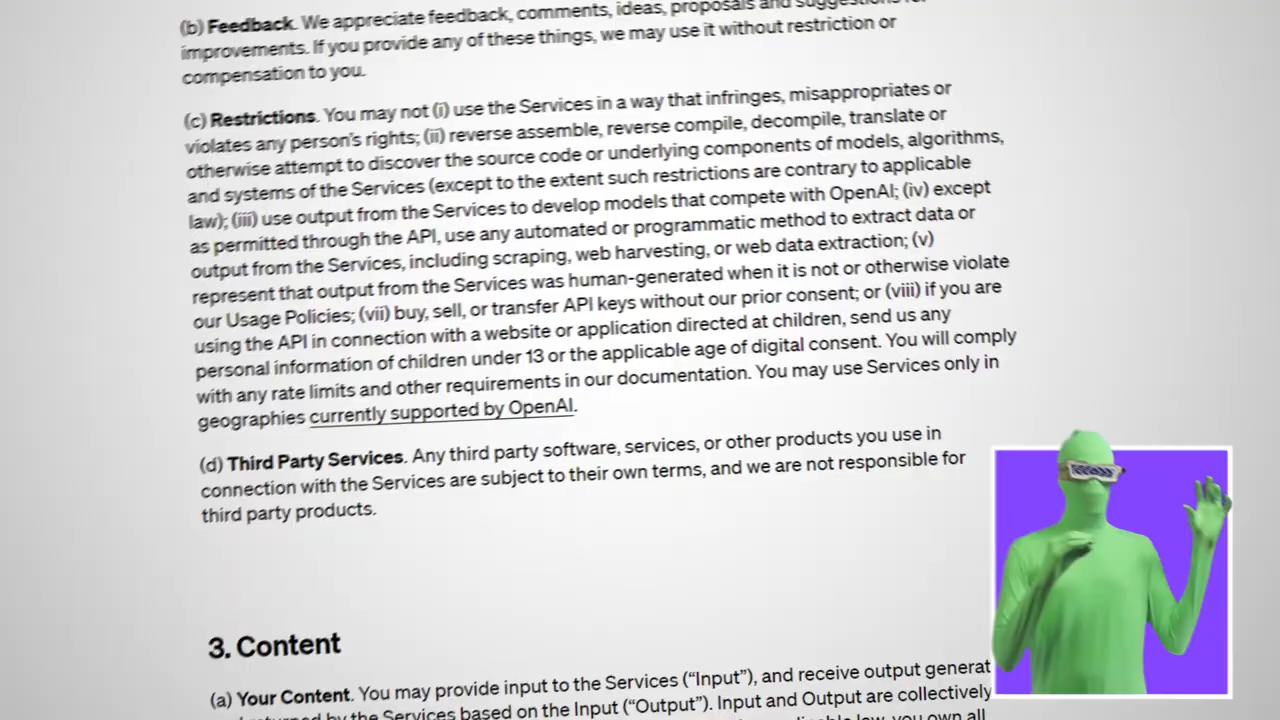 (b) Feedback. We appreciate feedback, comments, ideas, proposals and suggestions for
improvements. If you provide any of these things, we may use it without restriction or
compensation to you.
(c) Restrictions. You may not (i) use the Services in a way that infringes, misappropriates or
violates any person's rights; (ii) reverse assemble, reverse compile, decompile, translate or
otherwise attempt to discover the source code or underlying components of models, algorithms,
and systems of the Services (except to the extent such restrictions are contrary to applicable
law); (iii) use output from the Services to develop models that compete with OpenAI; (iv) except
as permitted through the API, use any automated or programmatic method to extract data or
output from the Services, including scraping, web harvesting, or web data extraction; (v)
represent that output from the Services was human-generated when it is not or otherwise violate
our Usage Policies; (vii) buy, sell, or transfer API keys without our prior consent; or (viii) if you are
using the API in connection with a website or application directed at children, send us any
personal information of children under 13 or the applicable age of digital consent. You will comply
with any rate limits and other requirements in our documentation. You may use Services only in
geographies currently supported by OpenAI.
(d) Third Party Services. Any third party software, services, or other products you use in
connection with the Services are subject to their own terms, and we are not responsible for
third party products.
3. Content
(a) Your Content. You may provide input to the Services (“Input”), and receive output generat
the Services based on the Input (“Output”). Input and Output are collectively
you own all